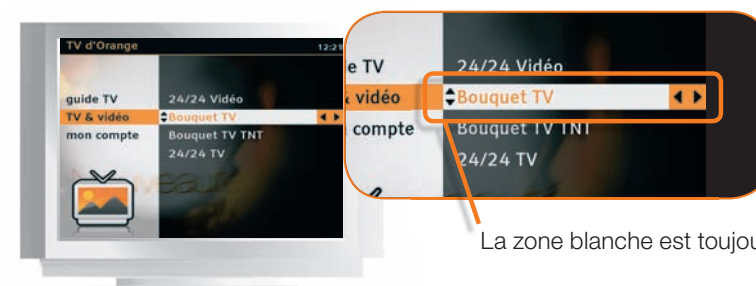 TV d'Orange 12:21
guide TV 24/24 Vidéo
TV & vidéo Bouquet TV
mon compte Bouquet TV TNT
24/24 TV
e TV 24/24 Vidéo
vidéo Bouquet TV
compte Bouquet TV TNT
24/24 TV
La zone blanche est toujou